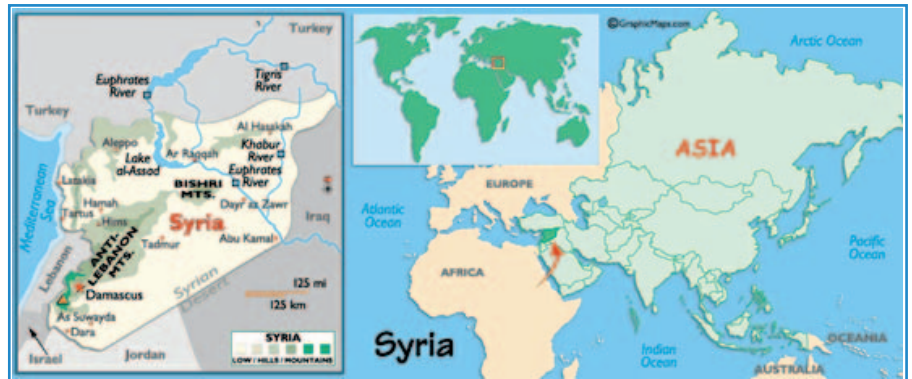 Turkey
Euphrates
River
Tigris
River
Turkey
Al Hasakah
Aleppo
Khabur
River
Lake
al-Assad
Ar Raqqah
Euphrates
River
Latakia
BISHRI
MTS.
Mediterranean
Sea
Hamah
Dayr az Zawr
Tartus
Hims
Syria
Iraq
Tadmur
Abu Kamal
Lebanon
ANTI-
LEBANON
MTS.
Syrian
Desert
Damascus
125 mi
125 km
As Suwayda
Dara
Israel
Jordan
SYRIA
LOW / HILLS / MOUNTAINS
©GraphicMaps.com
Arctic Ocean
ASIA
EUROPE
Atlantic
Ocean
Pacific
Ocean
AFRICA
Syria
Indian
Ocean
OCEANIA
AUSTRALIA